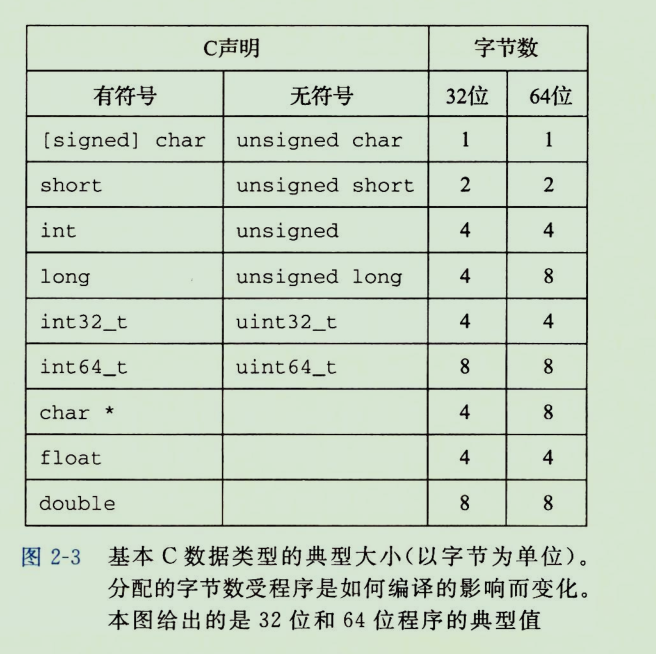 C声明 字节数
有符号 无符号 32位 64位
[signed] char unsigned char 1 1
short unsigned short 2 2
int unsigned 4 4
long unsigned long 4 8
int32_t uint32_t 4 4
int64_t uint64_t 8 8
char * 4 8
float 4 4
double 8 8
图 2-3 基本 C 数据类型的典型大小(以字节为单位)。
分配的字节数受程序是如何编译的影响而变化。
本图给出的是 32 位和 64 位程序的典型值